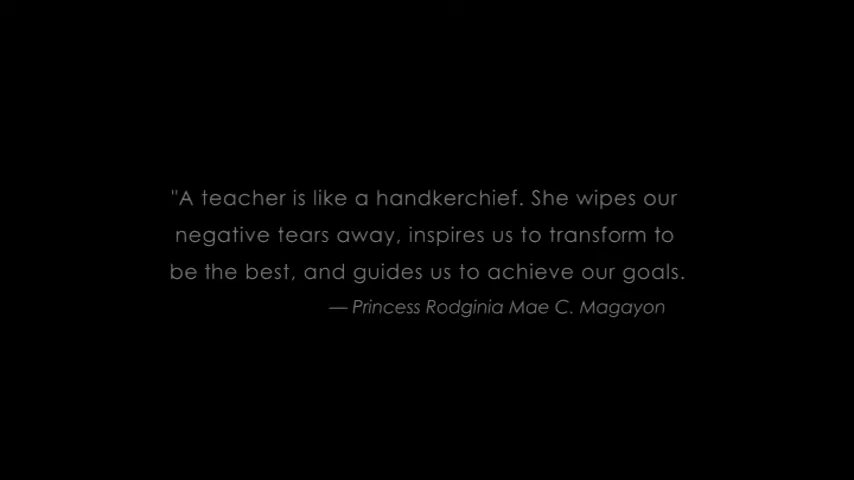 "A teacher is like a handkerchief. She wipes our
negative tears away, inspires us to transform to
be the best, and guides us to achieve our goals.
— Princess Rodginia Mae C. Magayon